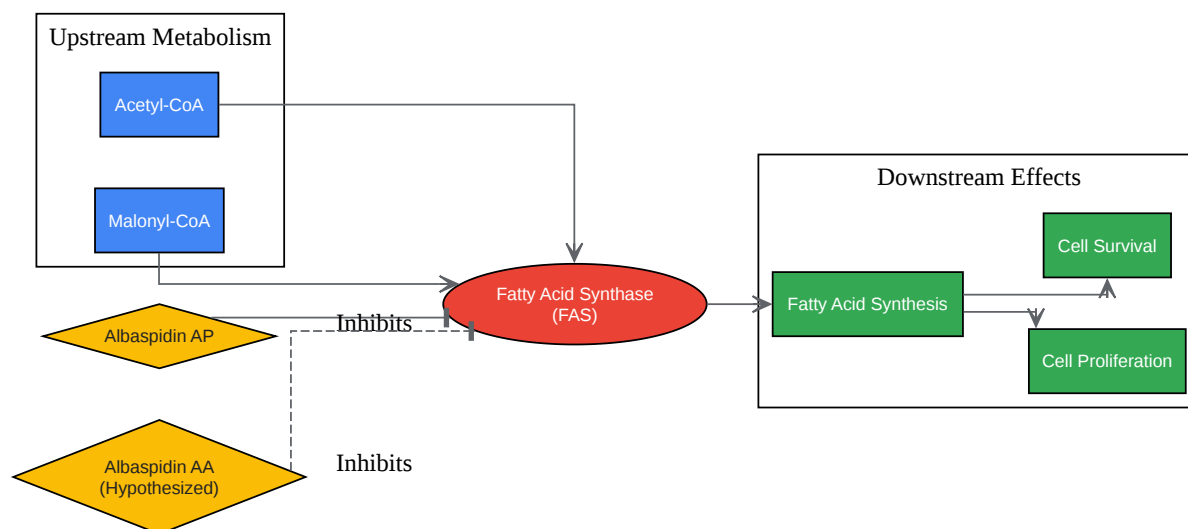 Upstream Metabolism
Acetyl-CoA
Malonyl-CoA
Albaspidin AP
Inhibits
Albaspidin AA
(Hypothesized)
Inhibits
Fatty Acid Synthase
(FAS)
Downstream Effects
Fatty Acid Synthesis
Cell Survival
Cell Proliferation